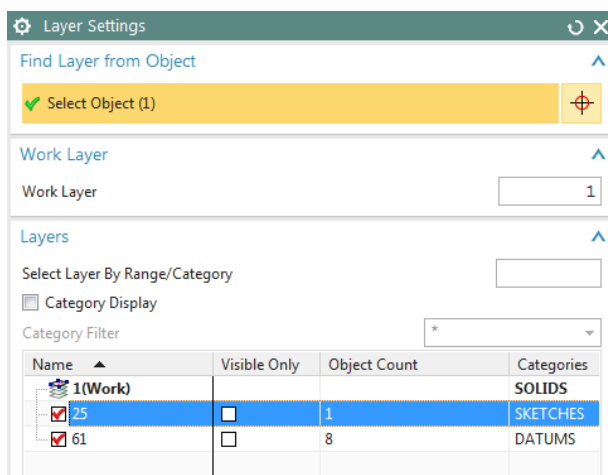 Layer Settings
Find Layer from Object
Select Object (1)
Work Layer
Work Layer 1
Layers
Select Layer By Range/Category
Category Display
Category Filter *
Name Visible Only Object Count Categories
1(Work) SOLIDS
25 1 SKETCHES
61 8 DATUMS